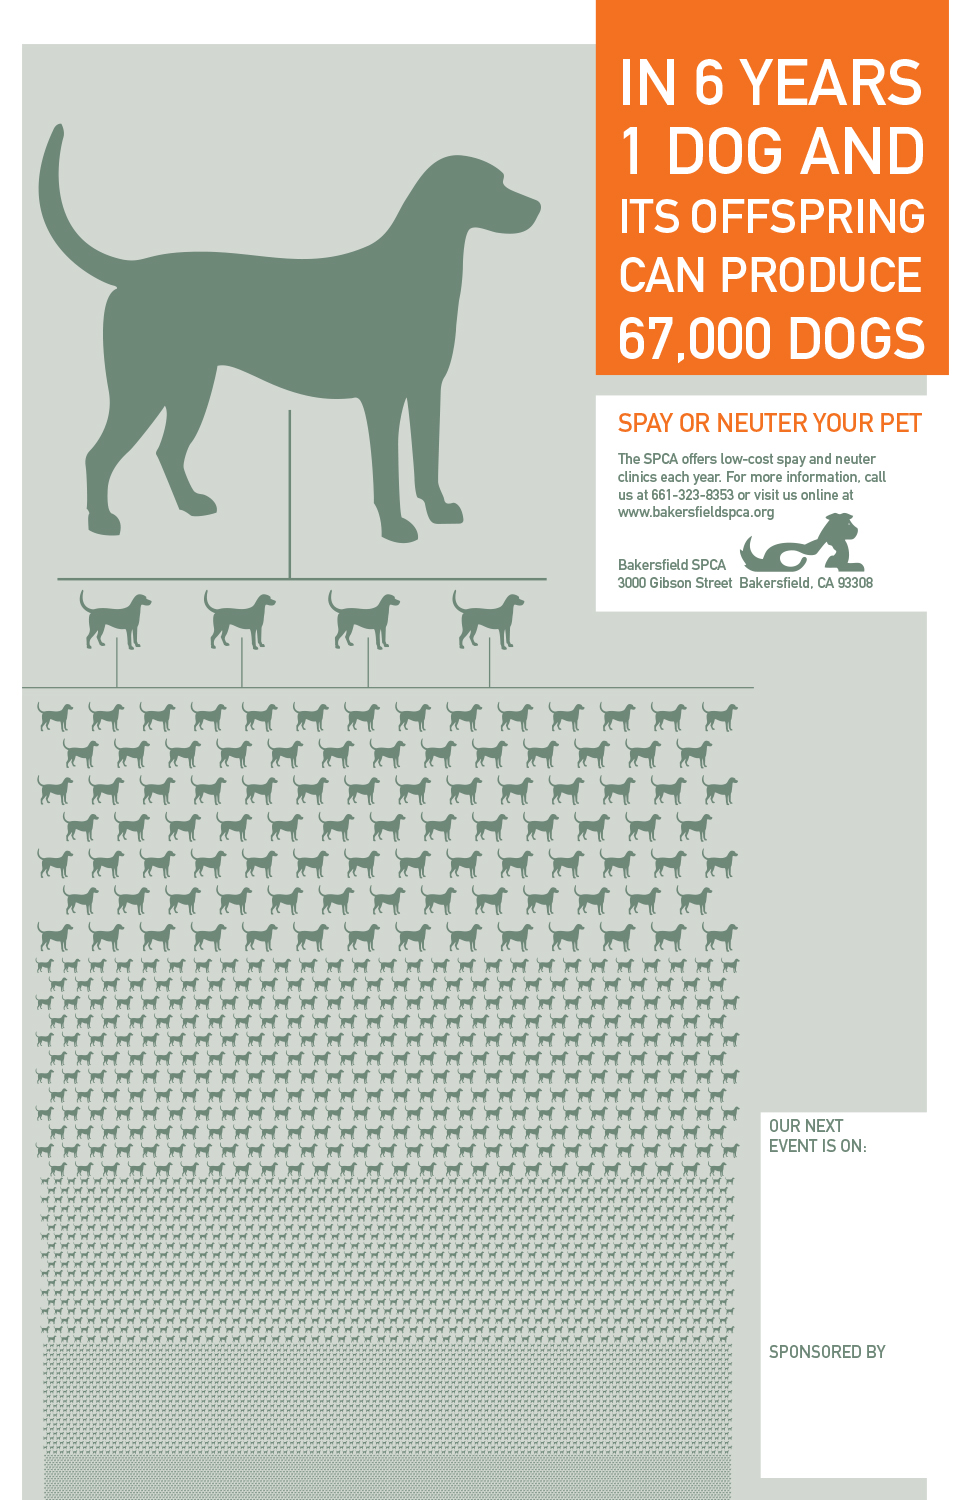 IN 6 YEARS
1 DOG AND
ITS OFFSPRING
CAN PRODUCE
67,000 DOGS
SPAY OR NEUTER YOUR PET
The SPCA offers low-cost spay and neuter
clinics each year. For more information, call
us at 661-323-8353 or visit us online at
www.bakersfieldspca.org
Bakersfield SPCA
3000 Gibson Street Bakersfield, CA 93308
OUR NEXT
EVENT IS ON:
SPONSORED BY